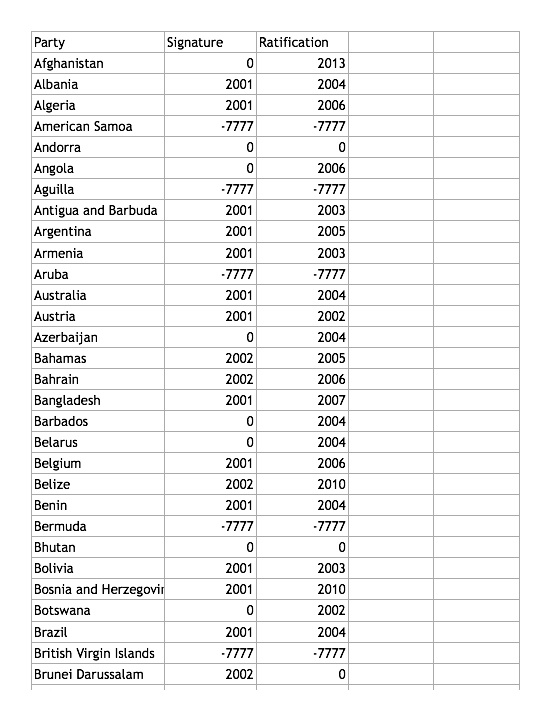 Party Signature Ratification
Afghanistan 0 2013
Albania 2001 2004
Algeria 2001 2006
American Samoa -7777 -7777
Andorra 0 0
Angola 0 2006
Aguilla -7777 -7777
Antigua and Barbuda 2001 2003
Argentina 2001 2005
Armenia 2001 2003
Aruba -7777 -7777
Australia 2001 2004
Austria 2001 2002
Azerbaijan 0 2004
Bahamas 2002 2005
Bahrain 2002 2006
Bangladesh 2001 2007
Barbados 0 2004
Belarus 0 2004
Belgium 2001 2006
Belize 2002 2010
Benin 2001 2004
Bermuda -7777 -7777
Bhutan 0 0
Bolivia 2001 2003
Bosnia and Herzegovir 2001 2010
Botswana 0 2002
Brazil 2001 2004
British Virgin Islands -7777 -7777
Brunei Darussalam 2002 0